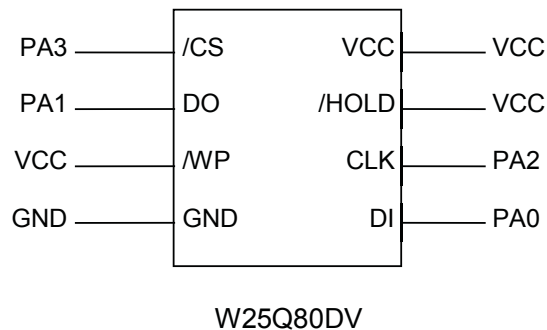 PA3 /CS VCC VCC
PA1 DO /HOLD VCC
VCC /WP CLK PA2
GND GND DI PA0
W25Q80DV